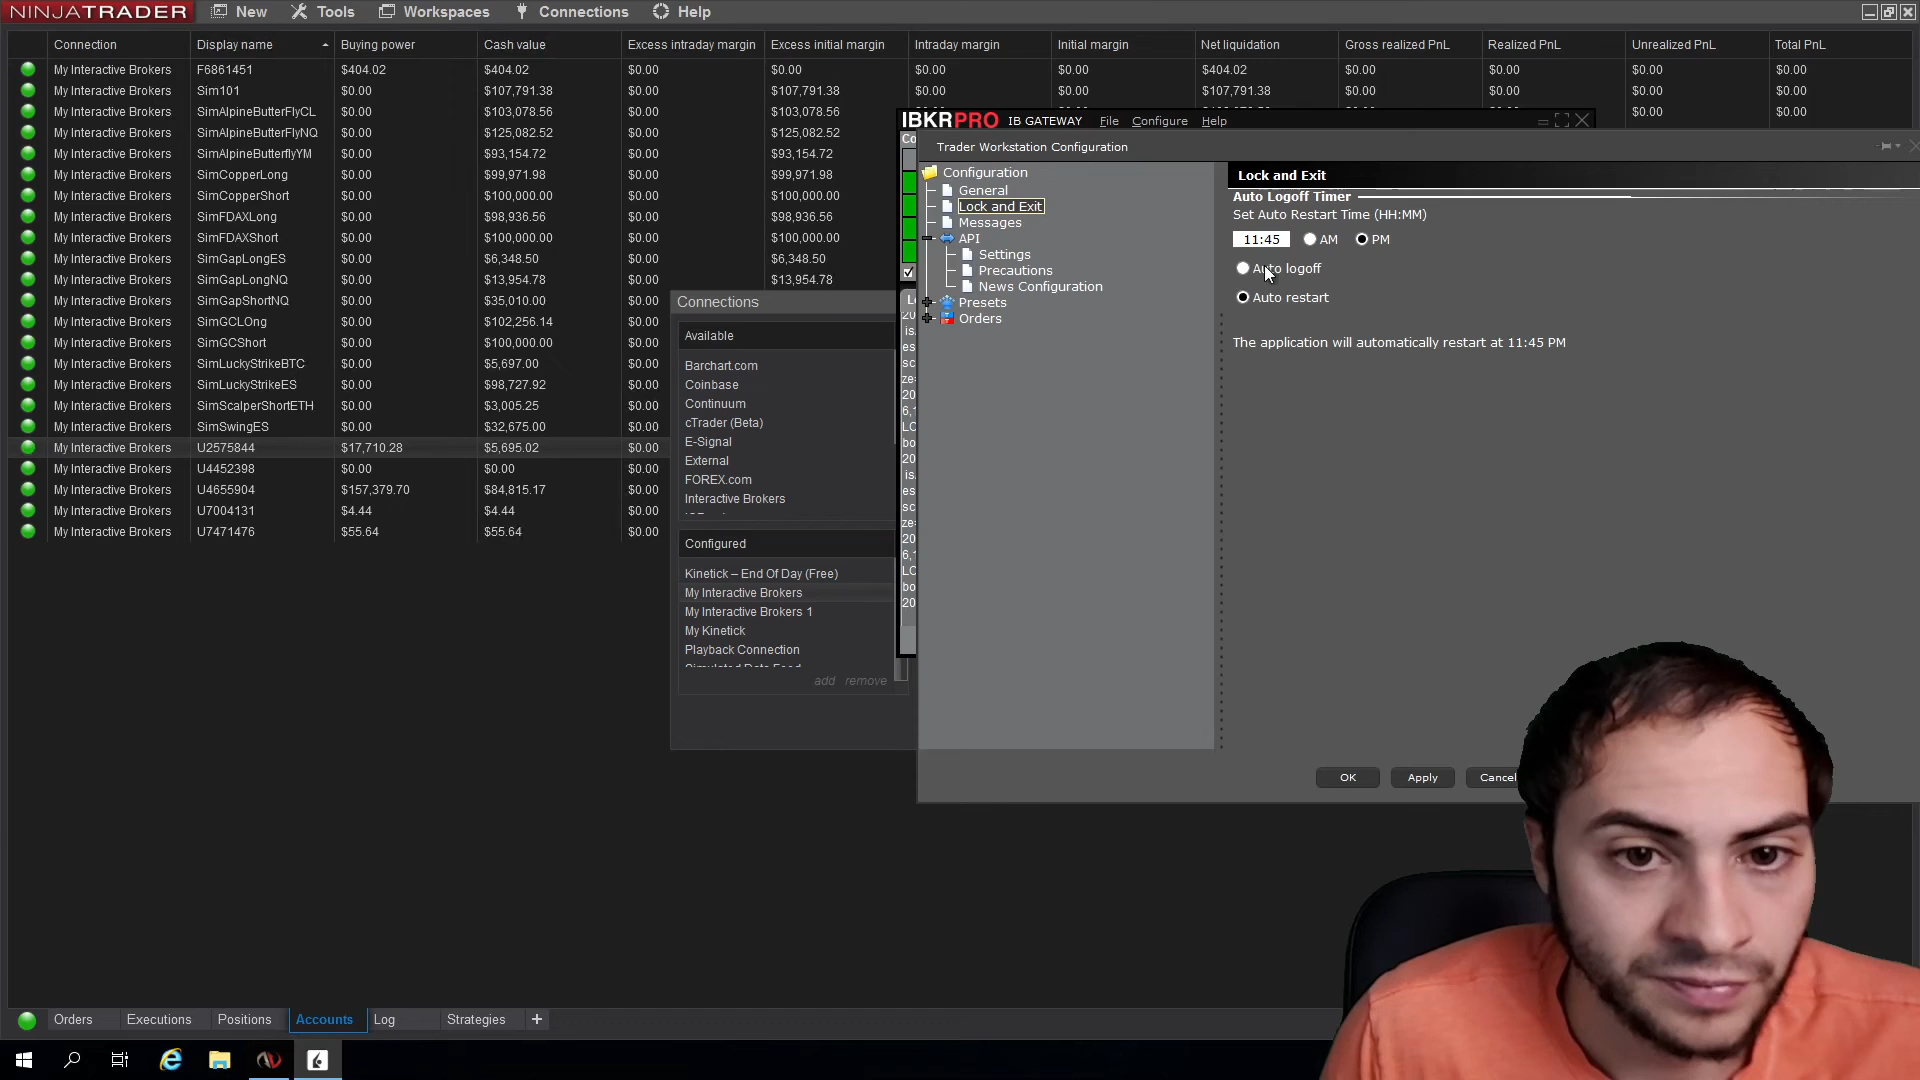 NINJATRADER New Tools Workspaces Connections Help
Connection Display name Buying power Cash value Excess intraday margin Excess initial margin Intraday margin Initial margin Net liquidation Gross realized PnL Realized PnL Unrealized PnL Total PnL
My Interactive Brokers F6861451 $404.02 $404.02 $0.00 $0.00 $0.00 $0.00 $404.02 $0.00 $0.00 $0.00 $0.00
My Interactive Brokers Sim101 $0.00 $107,791.38 $0.00 $107,791.38 $0.00 $0.00 $107,791.38 $0.00 $0.00 $0.00 $0.00
My Interactive Brokers SimAlpineButterFlyCL $0.00 $103,078.56 $0.00 $103,078.56 $0.00 $0.00
My Interactive Brokers SimAlpineButterFlyNQ $0.00 $125,082.52 $0.00 $125,082.52
My Interactive Brokers SimAlpineButterflyYM $0.00 $93,154.72 $0.00 $93,154.72
My Interactive Brokers SimCopperLong $0.00 $99,971.98 $0.00 $99,971.98
My Interactive Brokers SimCopperShort $0.00 $100,000.00 $0.00 $100,000.00
My Interactive Brokers SimFDAXLong $0.00 $98,936.56 $0.00 $98,936.56
My Interactive Brokers SimFDAXShort $0.00 $100,000.00 $0.00 $100,000.00
My Interactive Brokers SimGapLongES $0.00 $6,348.50 $0.00 $6,348.50
My Interactive Brokers SimGapLongNQ $0.00 $13,954.78 $0.00 $13,954.78
My Interactive Brokers SimGapShortNQ $0.00 $35,010.00 $0.00
My Interactive Brokers SimGCLOng $0.00 $102,256.14 $0.00
My Interactive Brokers SimGCShort $0.00 $100,000.00 $0.00
My Interactive Brokers SimLuckyStrikeBTC $0.00 $5,697.00 $0.00
My Interactive Brokers SimLuckyStrikeES $0.00 $98,727.92 $0.00
My Interactive Brokers SimScalperShortETH $0.00 $3,005.25 $0.00
My Interactive Brokers SimSwingES $0.00 $32,675.00 $0.00
My Interactive Brokers U2575844 $17,710.28 $5,695.02 $0.00
My Interactive Brokers U4452398 $0.00 $0.00 $0.00
My Interactive Brokers U4655904 $157,379.70 $84,815.17 $0.00
My Interactive Brokers U7004131 $4.44 $4.44 $0.00
My Interactive Brokers U7471476 $55.64 $55.64 $0.00
Connections
Available
Barchart.com
Coinbase
Continuum
cTrader (Beta)
E-Signal
External
FOREX.com
Interactive Brokers
Configured
Kinetick – End Of Day (Free)
My Interactive Brokers
My Interactive Brokers 1
My Kinetick
Playback Connection
Simulated Data Feed
add remove
IBKRPRO IB GATEWAY File Configure Help
Trader Workstation Configuration
Configuration
General
Lock and Exit
Messages
API
Settings
Precautions
News Configuration
Presets
Orders
Lock and Exit
Auto Logoff Timer
Set Auto Restart Time (HH:MM)
11:45 AM PM
Auto logoff
Auto restart
The application will automatically restart at 11:45 PM
OK Apply Cancel
Orders Executions Positions Accounts Log Strategies +